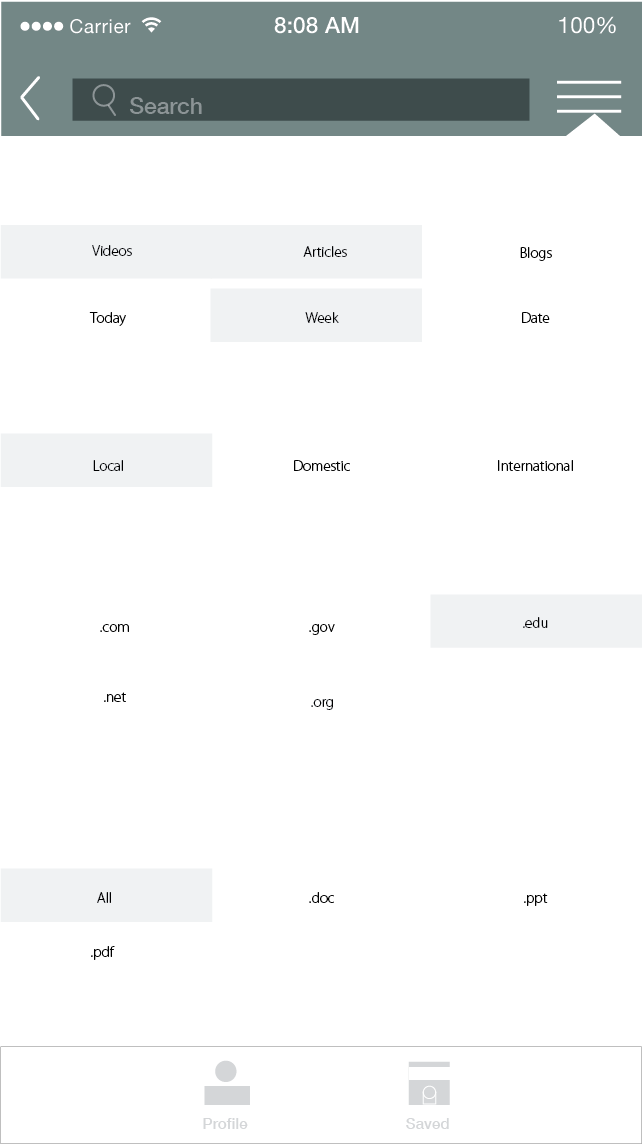 Carrier 8:08 AM 100%
Search
Videos Articles Blogs
Today Week Date
Local Domestic International
.com .gov .edu
.net .org
All .doc .ppt
.pdf
Profile Saved